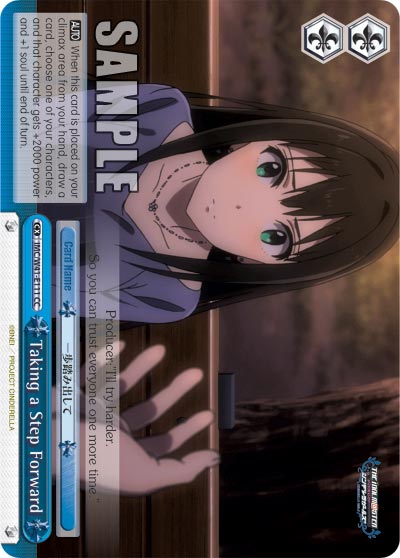 SAMPLE
Producer:"I'll try harder.
So you can trust everyone one more time."
【AUTO】 When this card is placed on your
climax area from your hand, draw a
card, choose one of your characters,
and that character gets +2000 power
and +1 soul until end of turn.
Card Name
一歩踏み出して
CX
CC
Taking a Step Forward
©BNEI / PROJECT CINDERELLA
THE IDOLM@STER